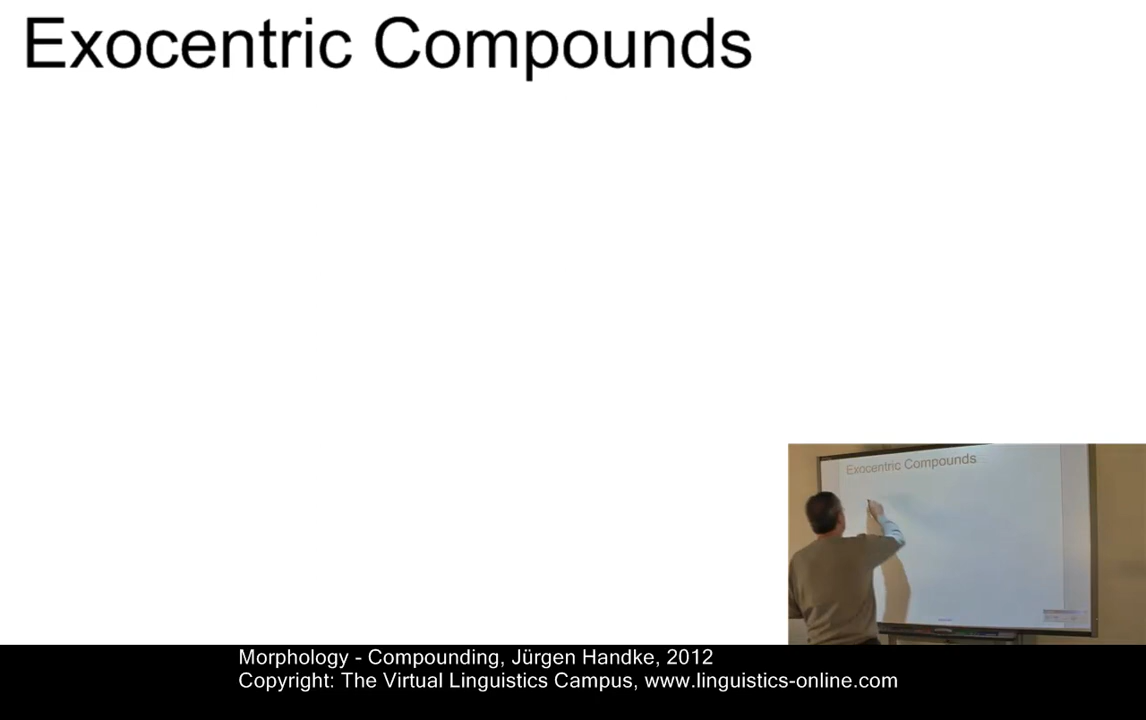 Exocentric Compounds
Exocentric Compounds
Morphology - Compounding, Jürgen Handke, 2012
Copyright: The Virtual Linguistics Campus, www.linguistics-online.com